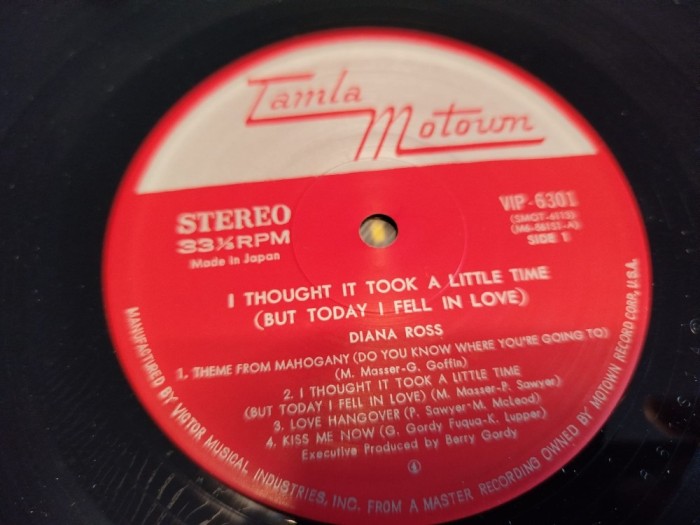 Tamla
Motown
STEREO
33⅓RPM
Made in Japan
VIP-6301
SIDE 1
I THOUGHT IT TOOK A LITTLE TIME
(BUT TODAY I FELL IN LOVE)
DIANA ROSS
1. THEME FROM MAHOGANY (DO YOU KNOW WHERE YOU'RE GOING TO)
(M. Masser-G. Goffin)
2. I THOUGHT IT TOOK A LITTLE TIME
(BUT TODAY I FELL IN LOVE) (M. Masser-P. Sawyer)
3. LOVE HANGOVER (P. Sawyer-M. McLeod)
4. KISS ME NOW (G. Gordy Fuqua-K. Lupper)
Executive Produced by Berry Gordy
MANUFACTURED BY VICTOR MUSICAL INDUSTRIES, INC. FROM A MASTER RECORDING OWNED BY MOTOWN RECORD CORP., U.S.A.